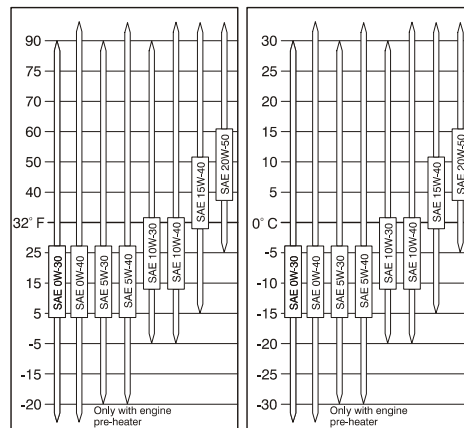 90
75
70
60
50
40
32° F
25
15
5
-5
-15
-20
SAE 0W-30
SAE 0W-40
SAE 5W-30
SAE 5W-40
SAE 10W-30
SAE 10W-40
SAE 15W-40
SAE 20W-50
Only with engine
pre-heater
30
25
20
15
10
5
0° C
-5
-10
-15
-20
-25
-30
SAE 0W-30
SAE 0W-40
SAE 5W-30
SAE 5W-40
SAE 10W-30
SAE 10W-40
SAE 15W-40
SAE 20W-50
Only with engine
pre-heater